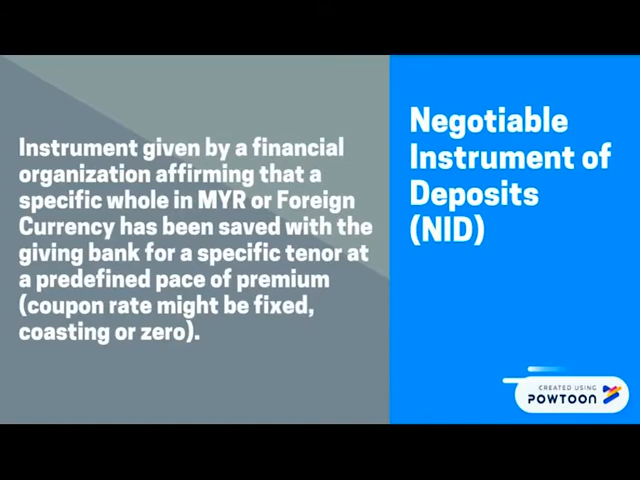 Instrument given by a financial
organization affirming that a
specific whole in MYR or Foreign
Currency has been saved with the
giving bank for a specific tenor at
a predefined pace of premium
(coupon rate might be fixed,
coasting or zero).
Negotiable
Instrument of
Deposits
(NID)
CREATED USING
POWTOON